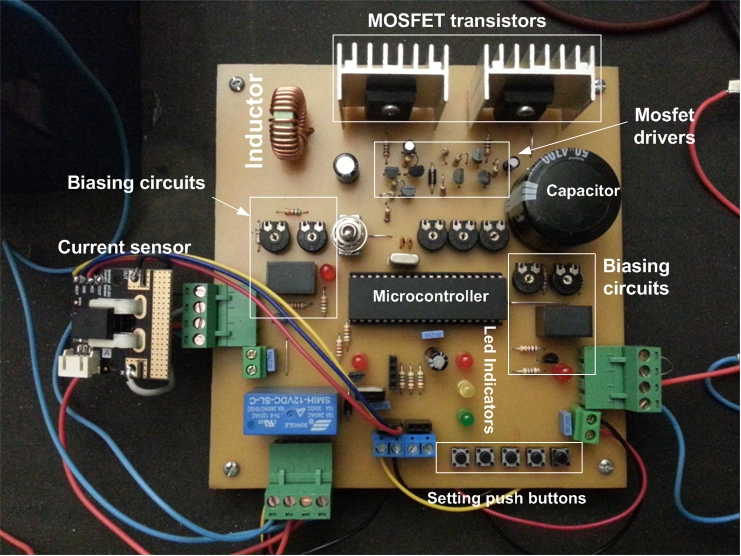 MOSFET transistors
Inductor
Mosfet
drivers
Biasing circuits
Capacitor
Current sensor
Biasing
circuits
Microcontroller
Led Indicators
SONGLE
SMIH-12VDC-SL-C
Setting push buttons